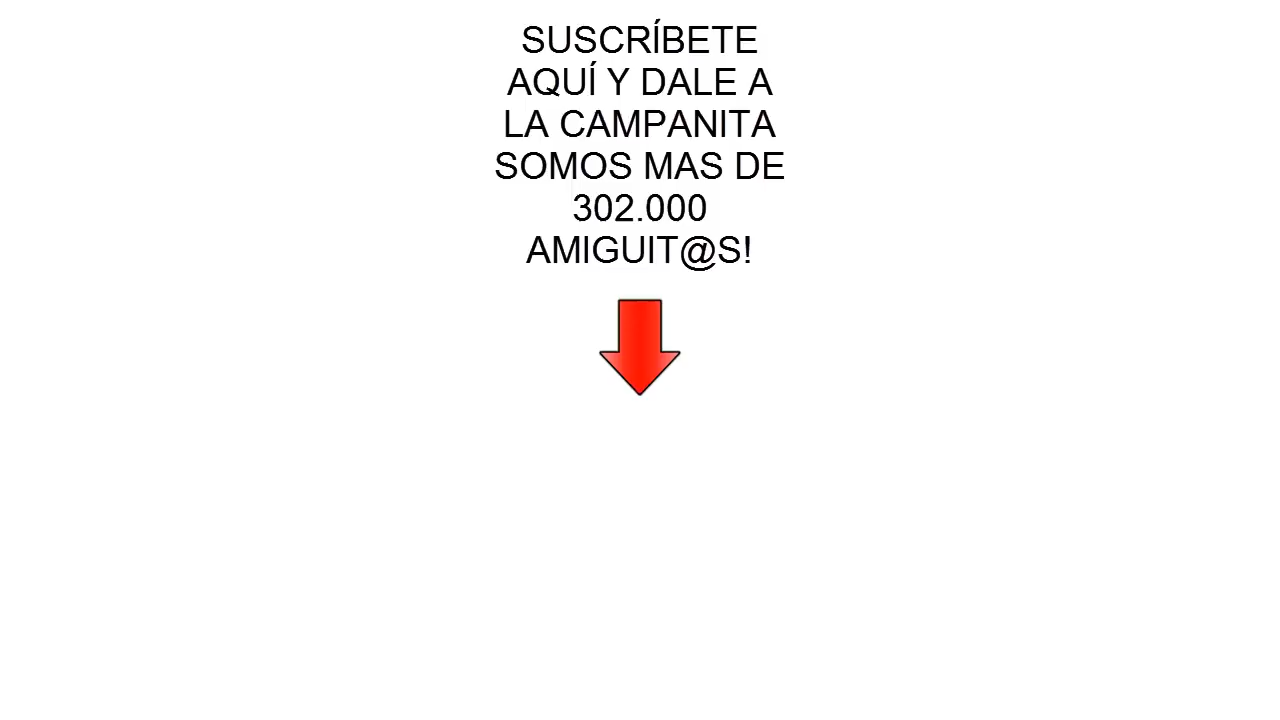 SUSCRÍBETE
AQUÍ Y DALE A
LA CAMPANITA
SOMOS MAS DE
302.000
AMIGUIT@S!